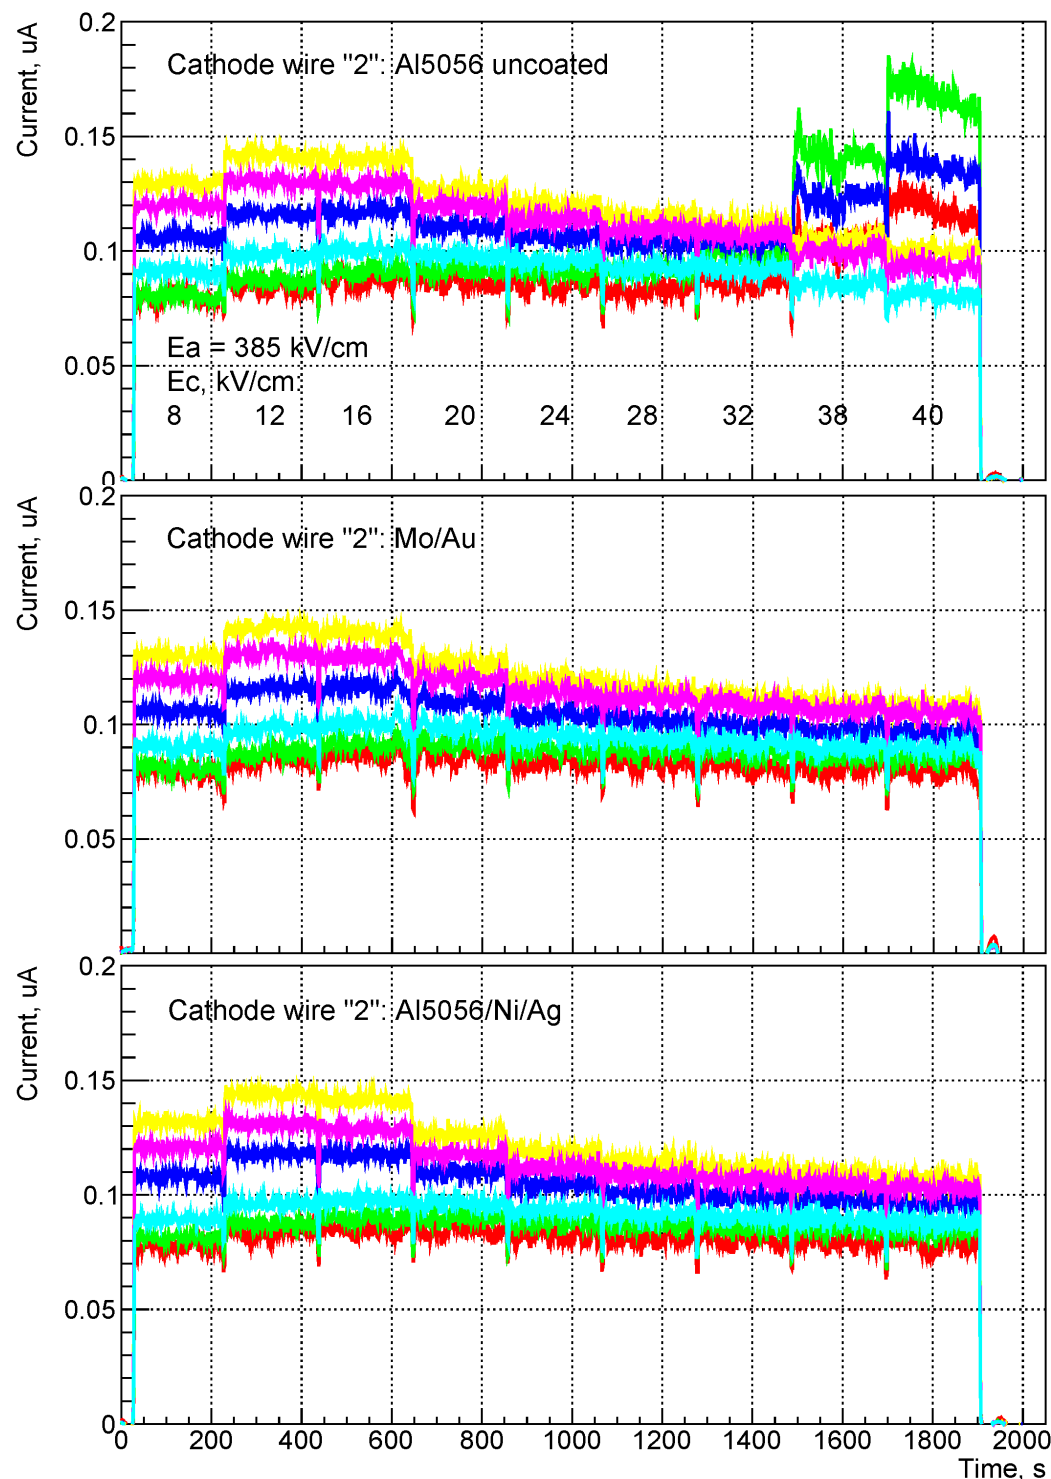 0.2
Current, uA
Cathode wire "2": Al5056 uncoated
0.15
0.1
Ea = 385 kV/cm
0.05
Ec, kV/cm:
8 12 16 20 24 28 32 38 40
0
0.2
Current, uA
Cathode wire "2": Mo/Au
0.15
0.1
0.05
0
0.2
Current, uA
Cathode wire "2": Al5056/Ni/Ag
0.15
0.1
0.05
0
0 200 400 600 800 1000 1200 1400 1600 1800 2000
Time, s